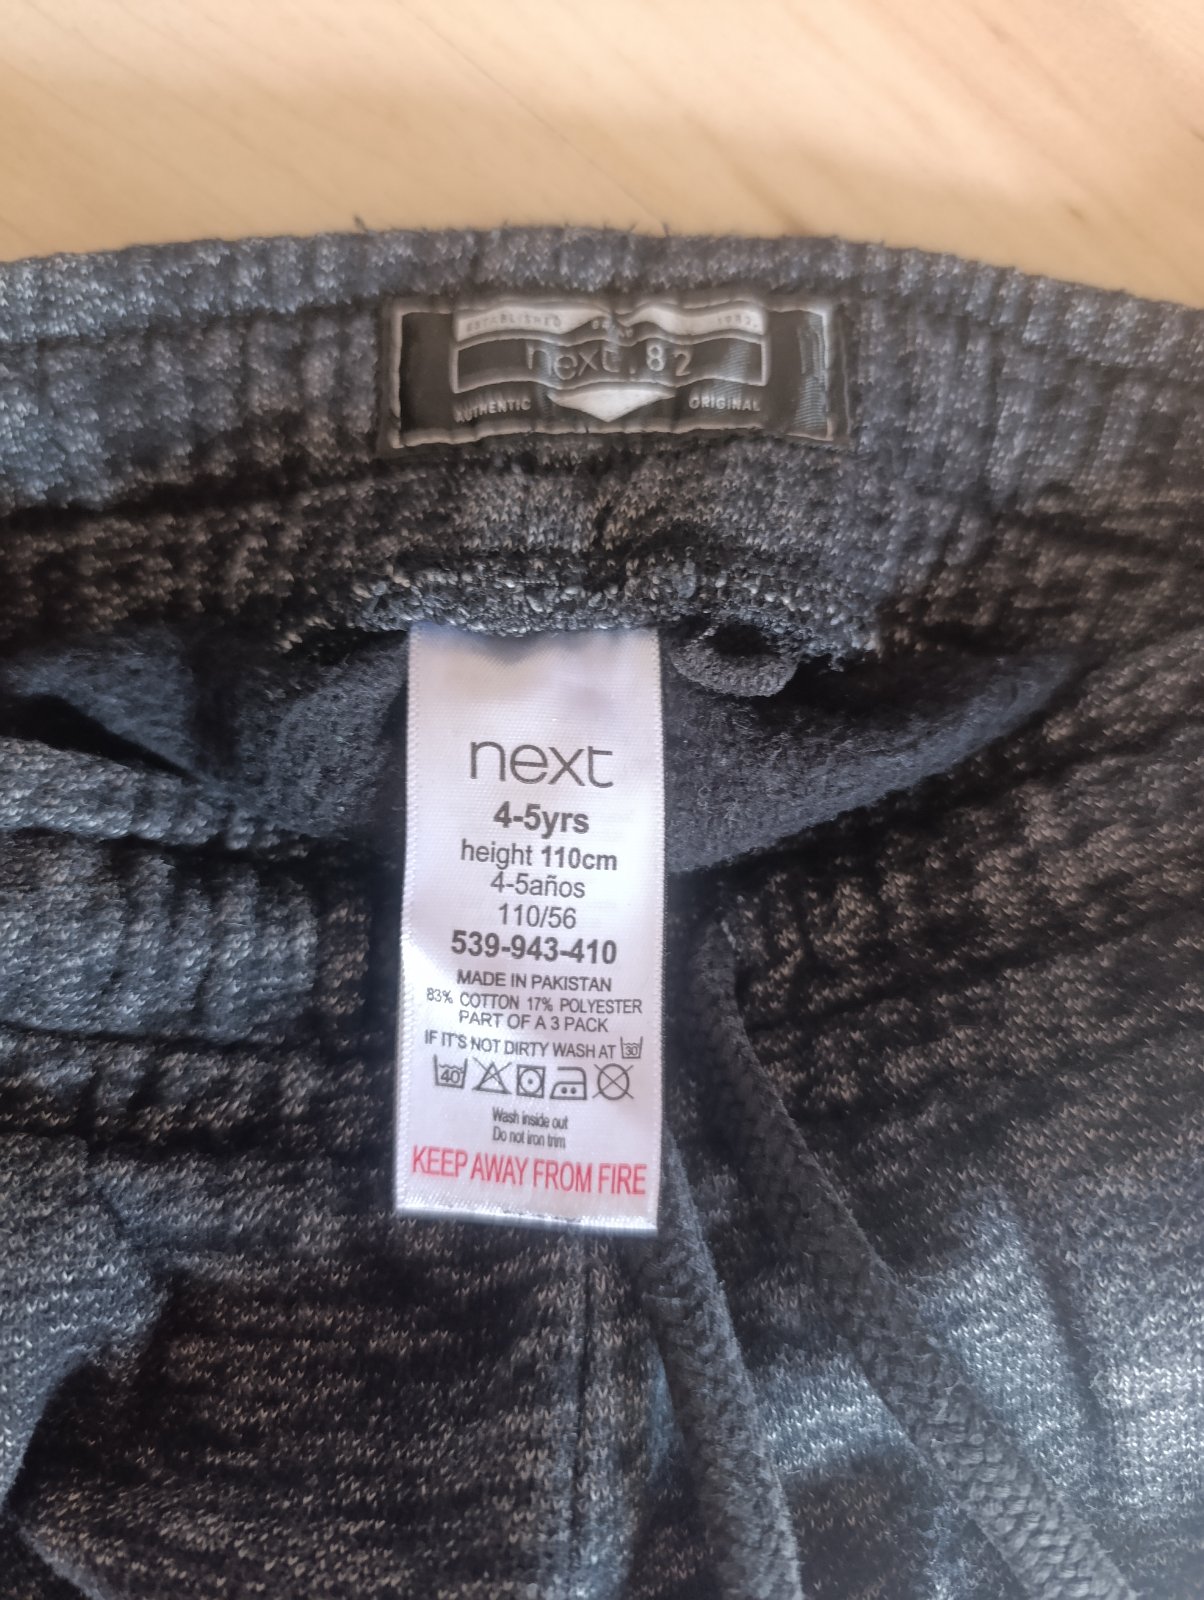 ESTABLISHED 1982.
next.82
AUTHENTIC ORIGINAL
next
4-5yrs
height 110cm
4-5años
110/56
539-943-410
MADE IN PAKISTAN
83% COTTON 17% POLYESTER
PART OF A 3 PACK
IF IT'S NOT DIRTY WASH AT 30
40
Wash inside out
Do not iron trim
KEEP AWAY FROM FIRE